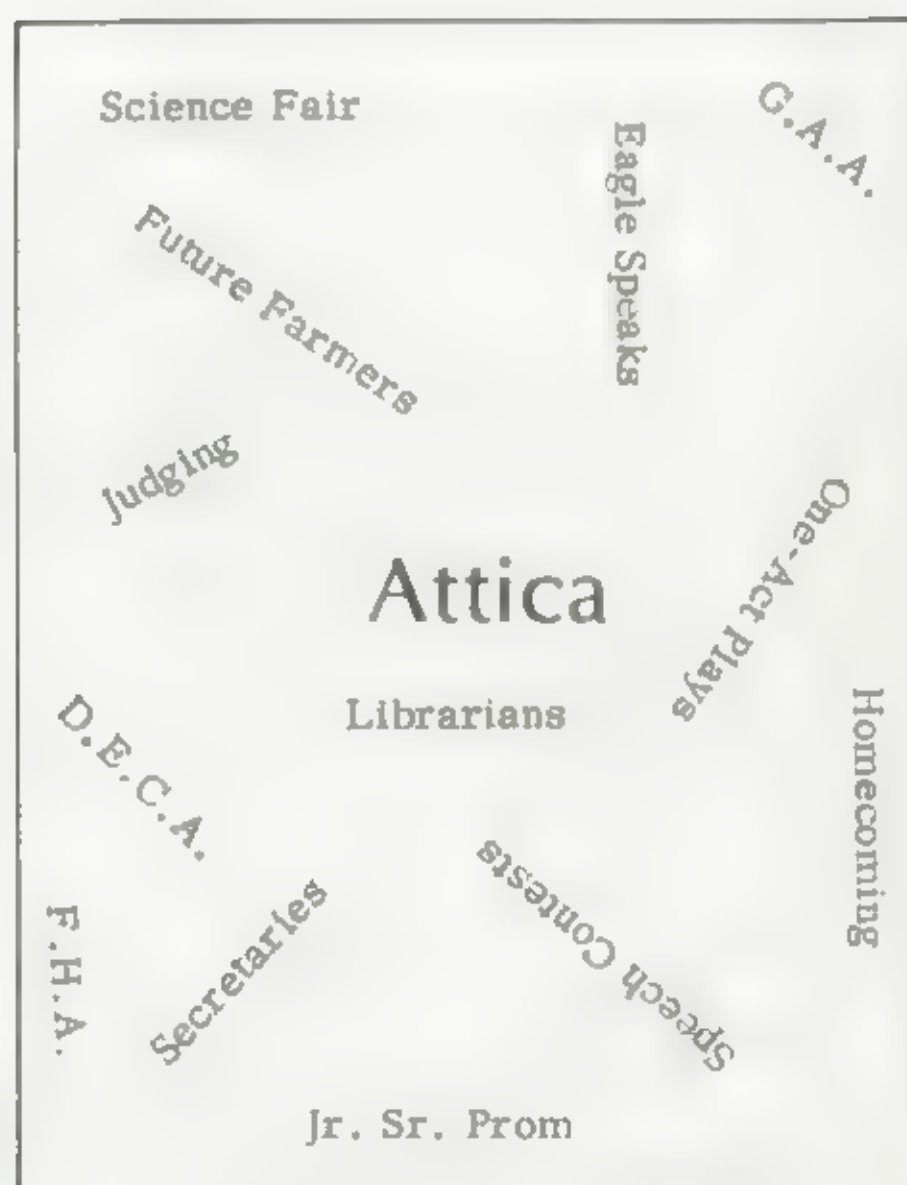 Science Fair
G.A.A.
Eagle Speaks
Future Farmers
Judging
One-Act Plays
Attica
Librarians
Homecoming
D.E.C.A.
Speech Contests
Secretaries
F.H.A.
Jr. Sr. Prom